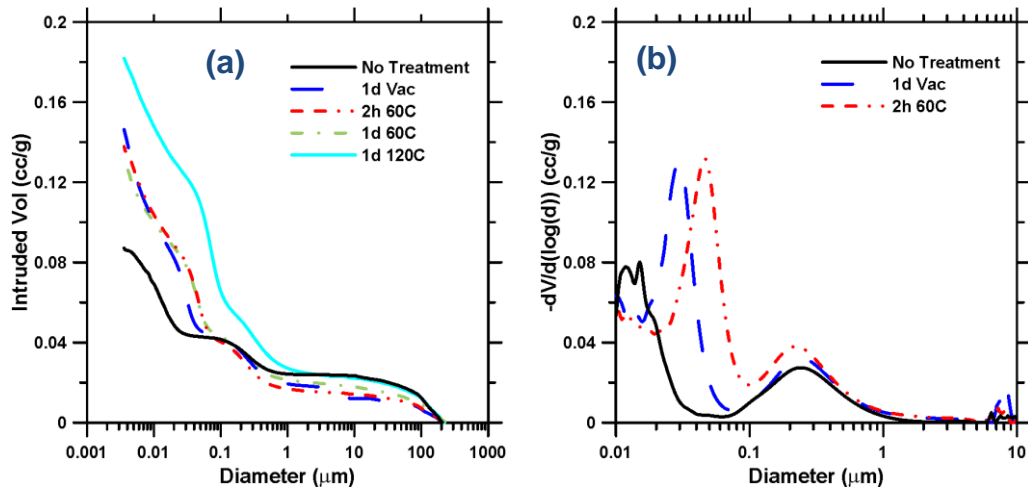 (a)
No Treatment
1d Vac
2h 60C
1d 60C
1d 120C
Intruded Vol (cc/g)
0.2
0.16
0.12
0.08
0.04
0
0.001 0.01 0.1 1 10 100 1000
Diameter (μm)
(b)
No Treatment
1d Vac
2h 60C
-dV/d(log(d)) (cc/g)
0.2
0.16
0.12
0.08
0.04
0
0.01 0.1 1 10
Diameter (μm)